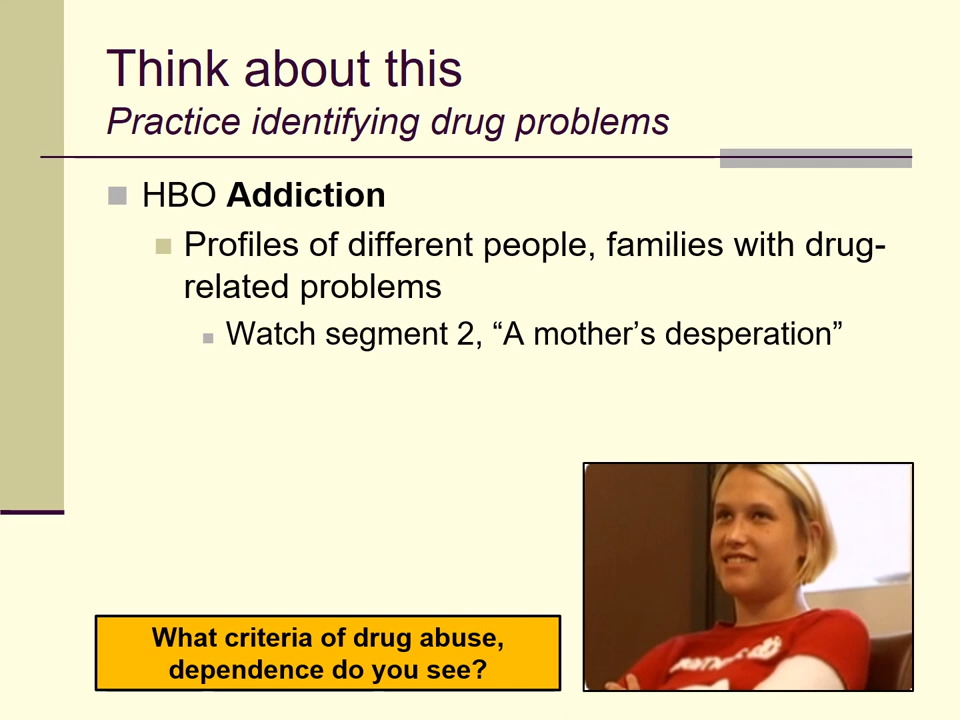 Think about this
Practice identifying drug problems
HBO Addiction
Profiles of different people, families with drug-
related problems
Watch segment 2, “A mother’s desperation”
What criteria of drug abuse,
dependence do you see?